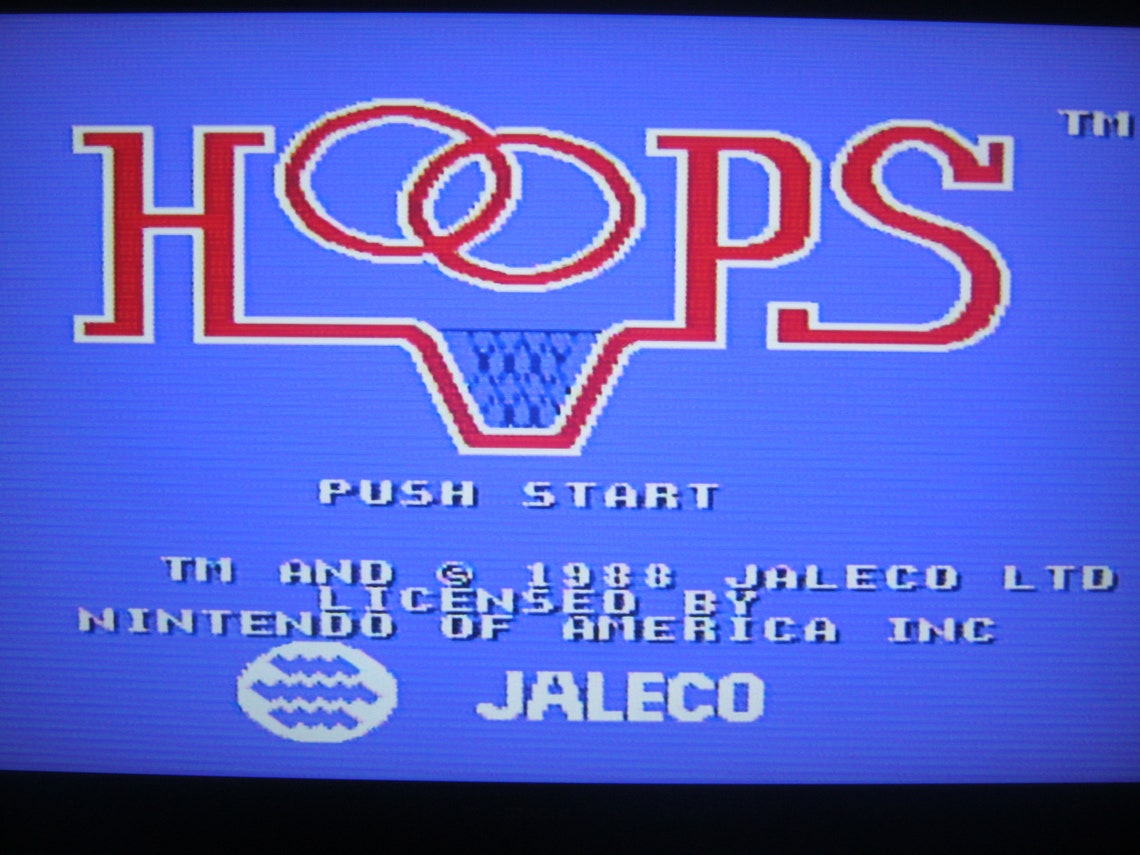 HOOPS TM
PUSH START
TM AND © 1988 JALECO LTD
LICENSED BY
NINTENDO OF AMERICA INC
JALECO